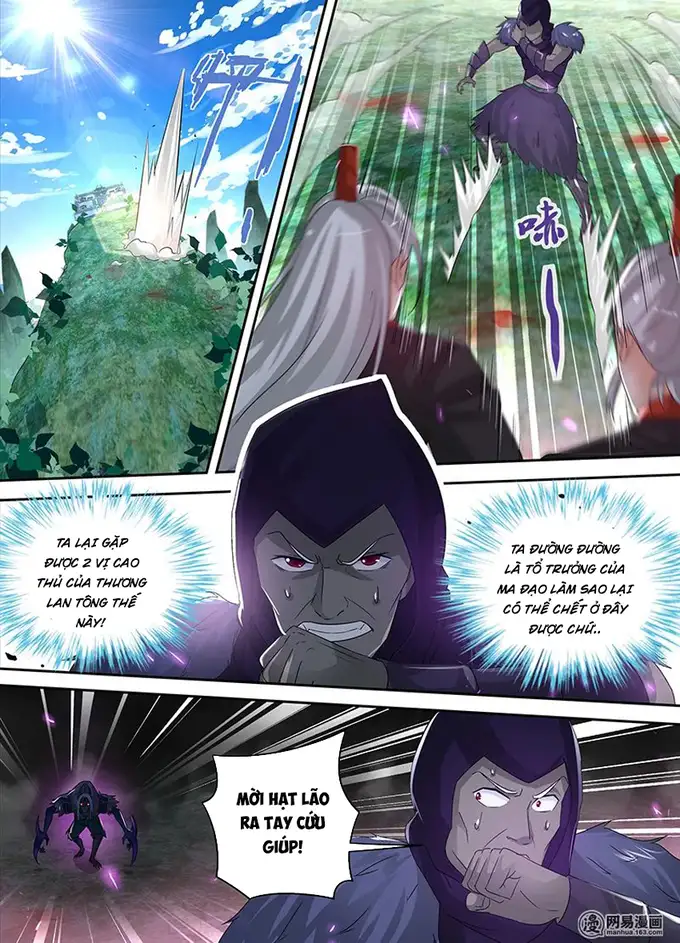 咻
TA LẠI GẶP
ĐƯỢC 2 VỊ CAO
THỦ CỦA THƯƠNG
LAN TÔNG THẾ
NÀY!
TA ĐƯỜNG ĐƯỜNG
LÀ TỔ TRƯỞNG CỦA
MA ĐẠO LÀM SAO LẠI
CÓ THỂ CHẾT Ở ĐÂY
ĐƯỢC CHỨ..
MỜI HẠT LÃO
RA TAY CỨU
GIÚP!
网易漫画
manhua.163.com